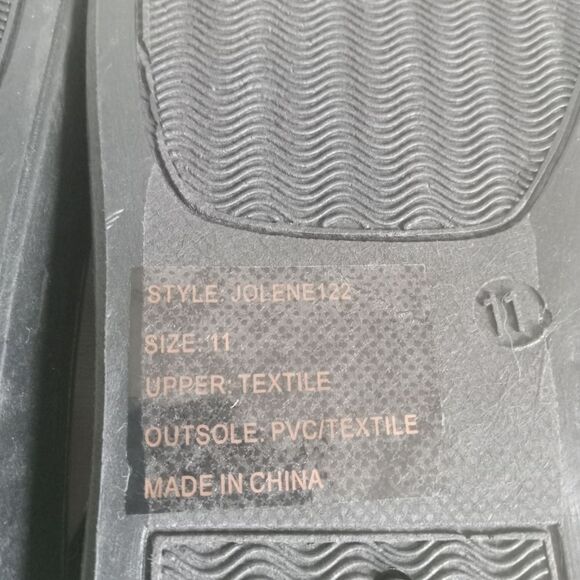 STYLE: JOLENE122
11
SIZE: 11
UPPER: TEXTILE
OUTSOLE: PVC/TEXTILE
MADE IN CHINA